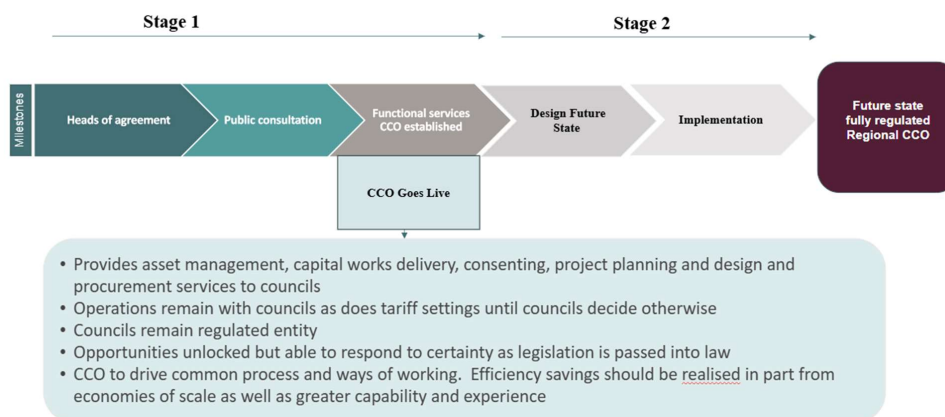 Stage 1
Stage 2
Milestones
Heads of agreement
Public consultation
Functional services
CCO established
Design Future
State
Implementation
Future state
fully regulated
Regional CCO
CCO Goes Live
• Provides asset management, capital works delivery, consenting, project planning and design and
procurement services to councils
• Operations remain with councils as does tariff settings until councils decide otherwise
• Councils remain regulated entity
• Opportunities unlocked but able to respond to certainty as legislation is passed into law
• CCO to drive common process and ways of working.  Efficiency savings should be realised in part from
economies of scale as well as greater capability and experience